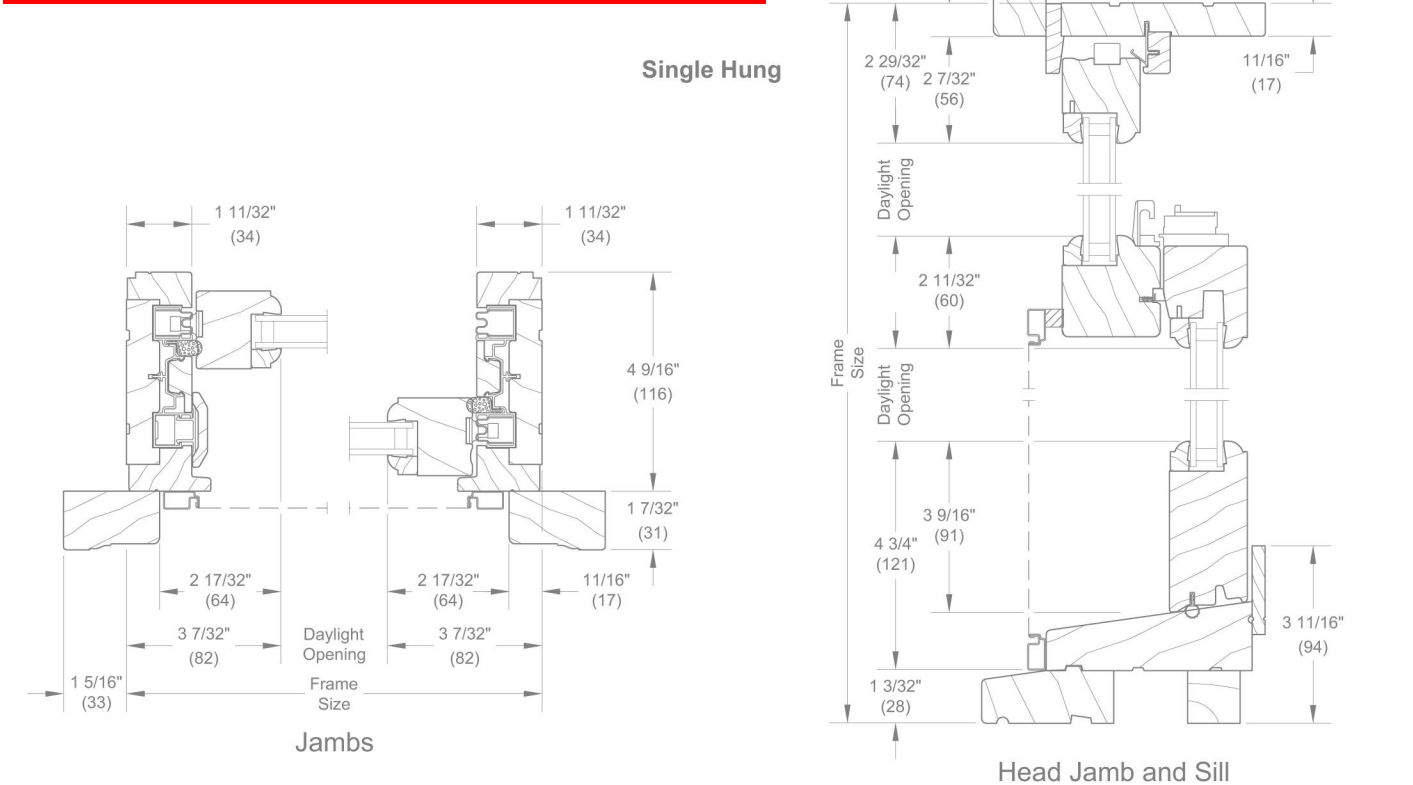 Single Hung
1 11/32"
(34)
1 11/32"
(34)
4 9/16"
(116)
1 7/32"
(31)
2 17/32"
(64)
2 17/32"
(64)
11/16"
(17)
3 7/32"
(82)
Daylight
Opening
3 7/32"
(82)
1 5/16"
(33)
Frame
Size
Jambs
2 29/32"
(74)
2 7/32"
(56)
11/16"
(17)
Daylight
Opening
2 11/32"
(60)
Frame
Size
Daylight
Opening
3 9/16"
(91)
4 3/4"
(121)
3 11/16"
(94)
1 3/32"
(28)
Head Jamb and Sill